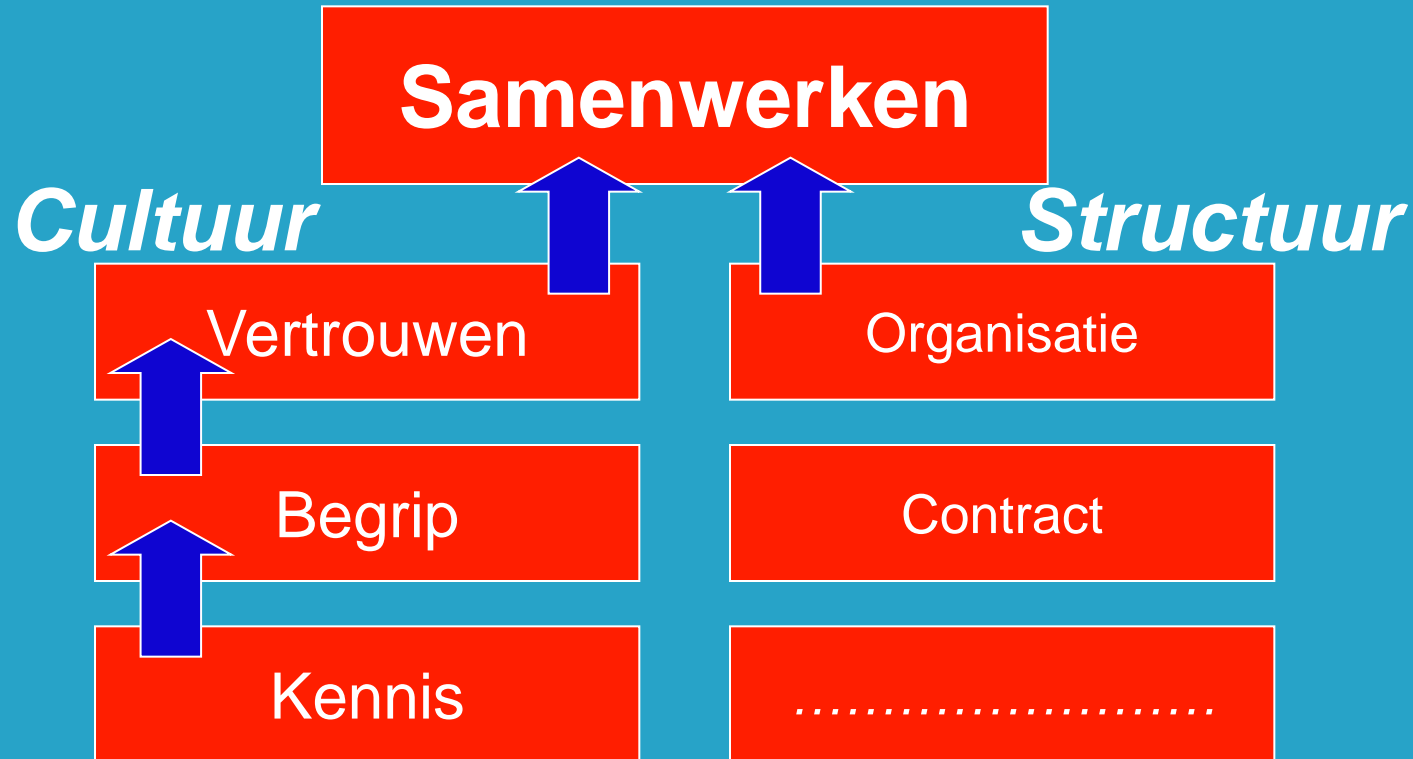 Samenwerken
Cultuur
Structuur
Vertrouwen
Organisatie
Begrip
Contract
Kennis
……………………